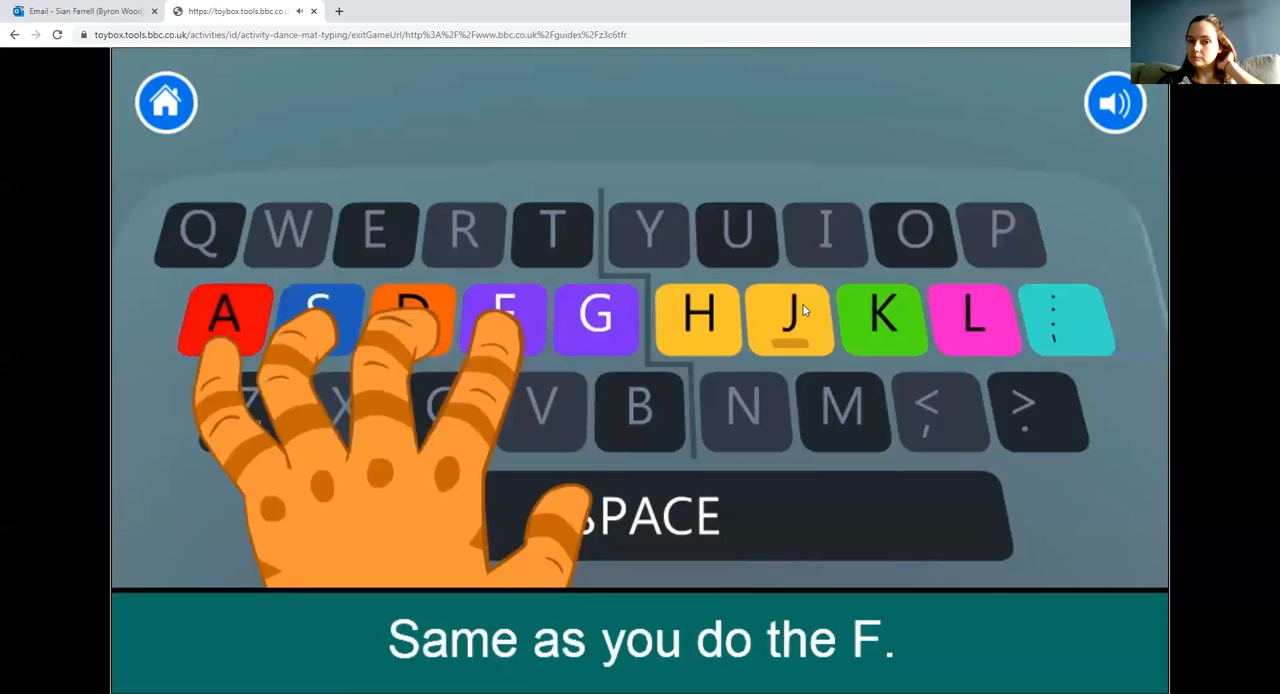 Email - Sian Farrell (Byron Wood
https://toybox.tools.bbc.co.u
toybox.tools.bbc.co.uk/activities/id/activity-dance-mat-typing/exitGameUrl/http%3A%2F%2Fwww.bbc.co.uk%2Fguides%2Fz3c6tfr
Q W E R T Y U I O P
A S D F G H J K L : ;
Z X C V B N M < , > .
SPACE
Same as you do the F.